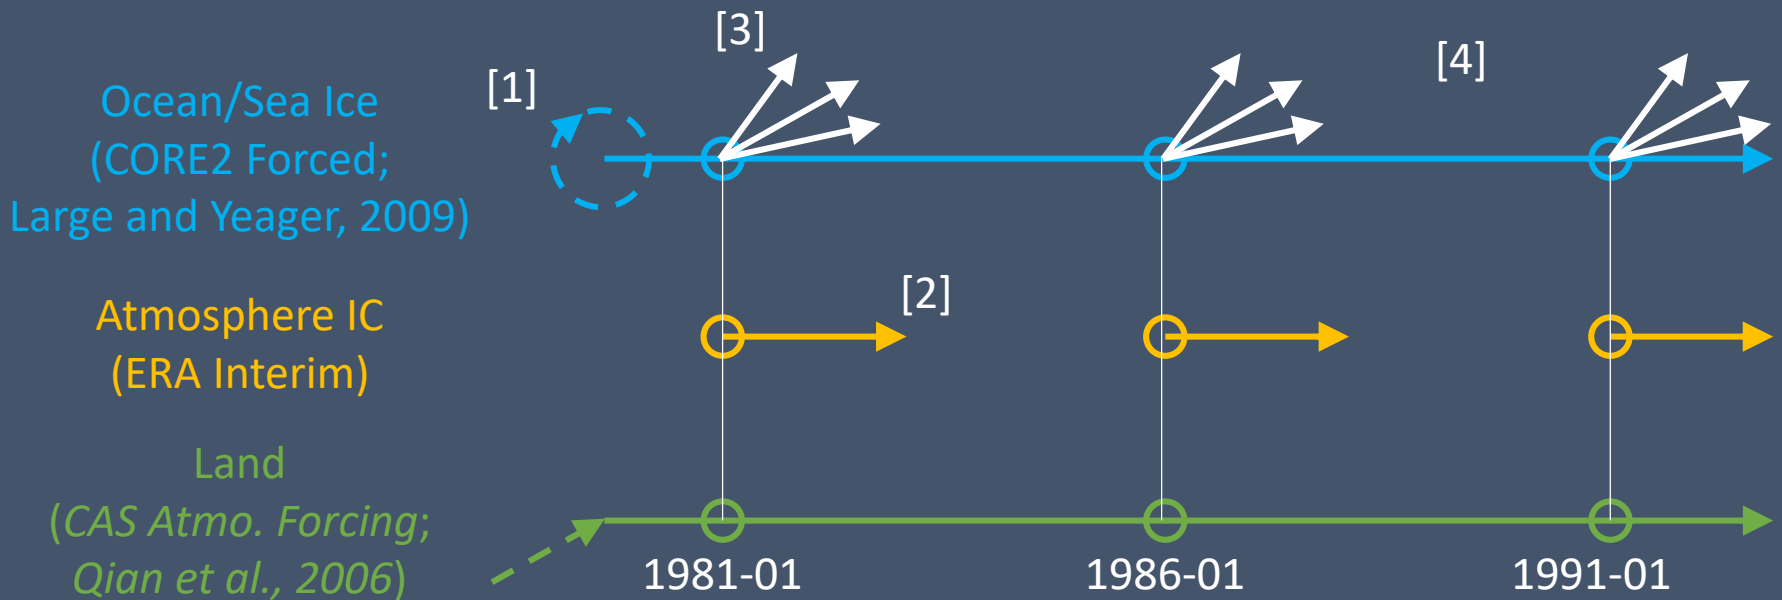 [3]
[4]
[1]
Ocean/Sea Ice
(CORE2 Forced;
Large and Yeager, 2009)
[2]
Atmosphere IC
(ERA Interim)
Land
(CAS Atmo. Forcing;
Qian et al., 2006)
1981-01
1986-01
1991-01